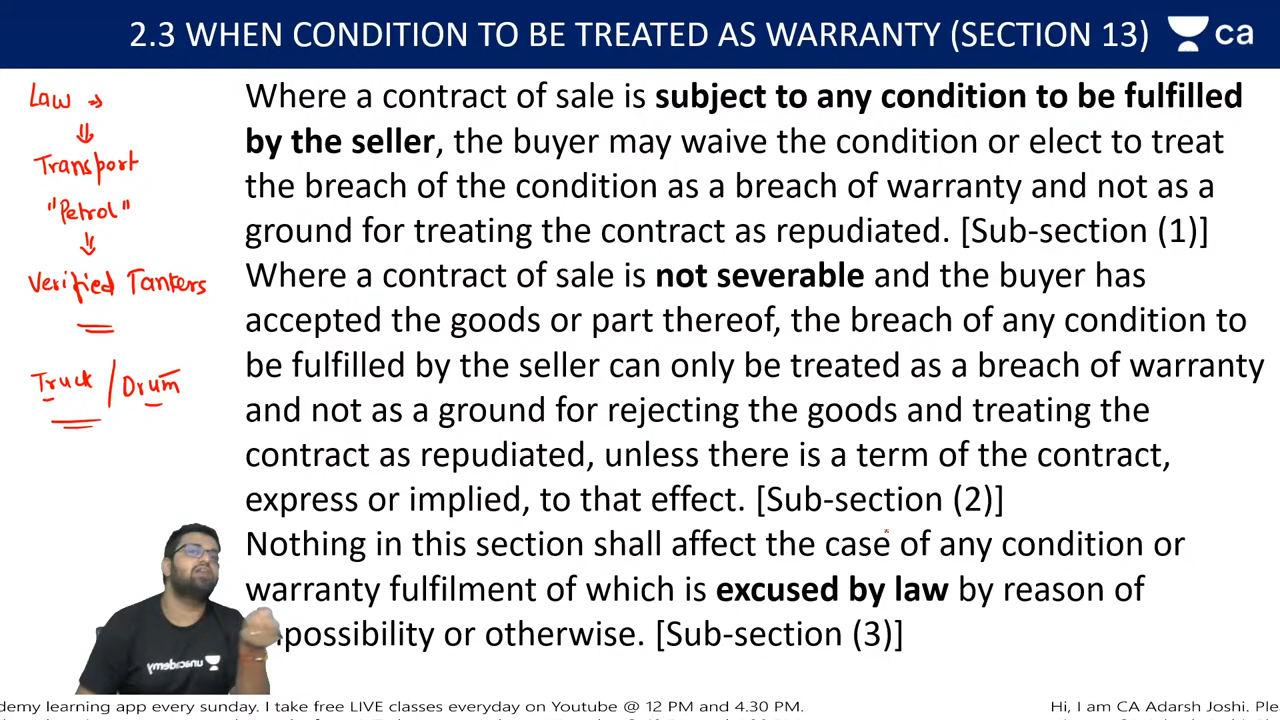 2.3 WHEN CONDITION TO BE TREATED AS WARRANTY (SECTION 13)
ca
Law →
Transport
"Petrol"
Verified Tankers
Truck / Drum
Where a contract of sale is subject to any condition to be fulfilled
by the seller, the buyer may waive the condition or elect to treat
the breach of the condition as a breach of warranty and not as a
ground for treating the contract as repudiated. [Sub-section (1)]
Where a contract of sale is not severable and the buyer has
accepted the goods or part thereof, the breach of any condition to
be fulfilled by the seller can only be treated as a breach of warranty
and not as a ground for rejecting the goods and treating the
contract as repudiated, unless there is a term of the contract,
express or implied, to that effect. [Sub-section (2)]
Nothing in this section shall affect the case of any condition or
warranty fulfilment of which is excused by law by reason of
possibility or otherwise. [Sub-section (3)]
unacademy
demy learning app every sunday. I take free LIVE classes everyday on Youtube @ 12 PM and 4.30 PM.
Hi, I am CA Adarsh Joshi. Ple